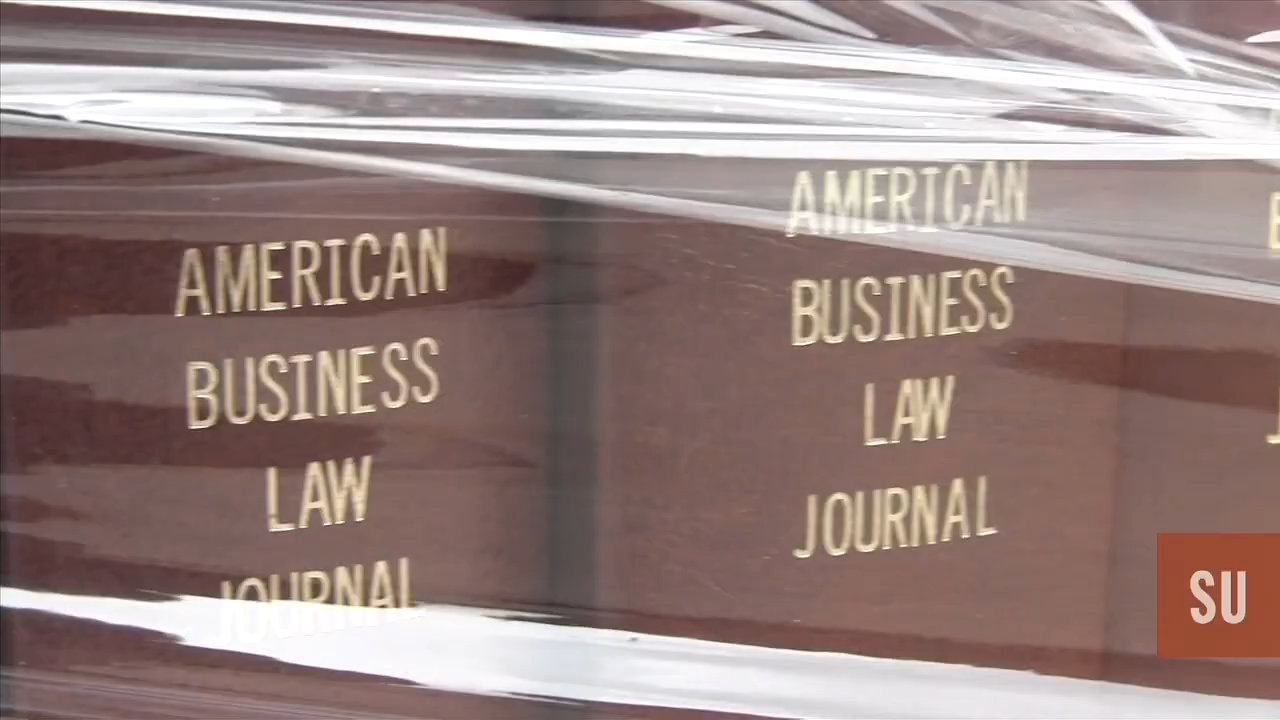 AMERICAN
BUSINESS
LAW
JOURNAL
AMERICAN
BUSINESS
LAW
JOURNAL
SU